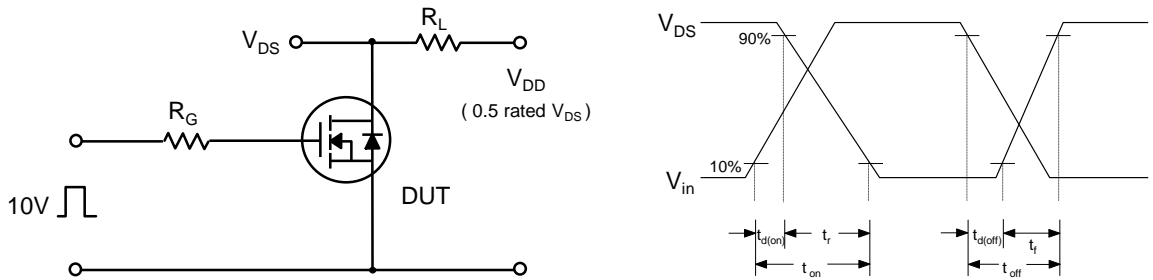 R_L
V_DS
V_DD
( 0.5 rated V_DS )
R_G
10V
DUT
V_DS
90%
10%
V_in
t_d(on)
t_r
t_on
t_d(off)
t_f
t_off